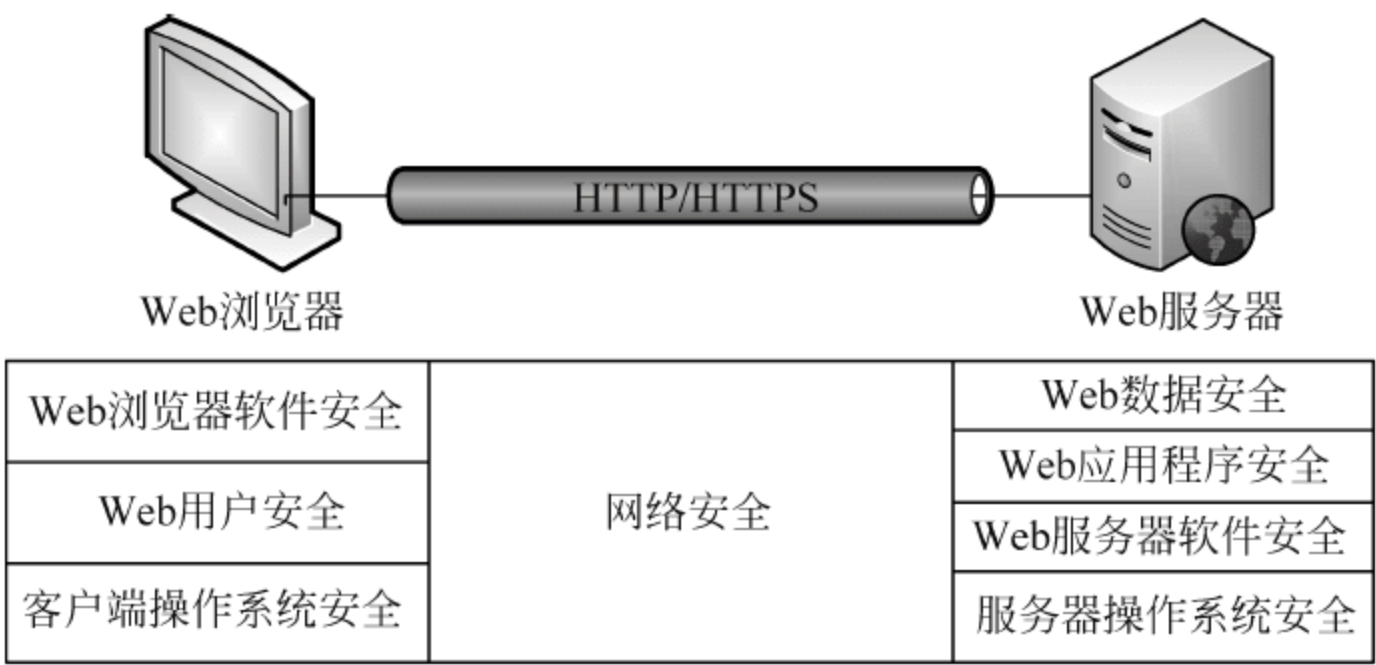 HTTP/HTTPS
Web浏览器
Web服务器
Web浏览器软件安全
Web用户安全
客户端操作系统安全
网络安全
Web数据安全
Web应用程序安全
Web服务器软件安全
服务器操作系统安全